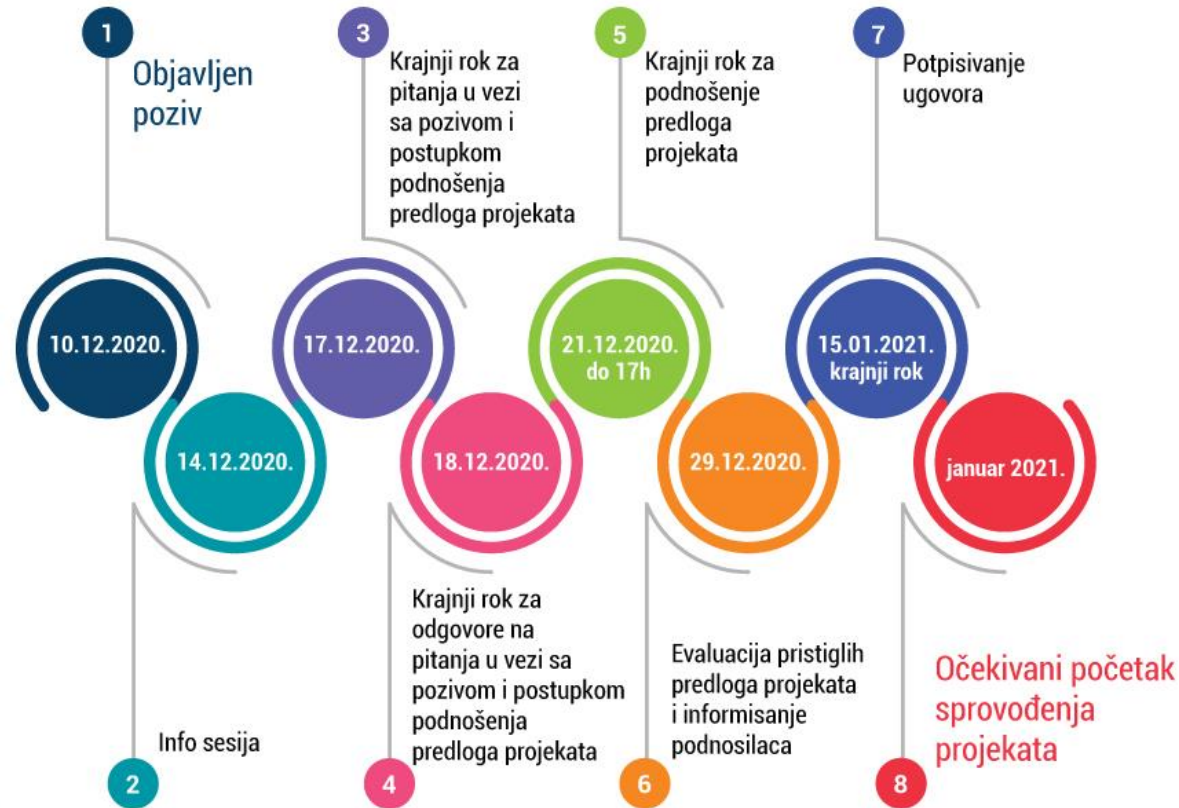 1
Objavljen
poziv
10.12.2020.
14.12.2020.
2
Info sesija
3
Krajnji rok za
pitanja u vezi
sa pozivom i
postupkom
podnošenja
predloga projekata
17.12.2020.
18.12.2020.
4
Krajnji rok za
odgovore na
pitanja u vezi sa
pozivom i postupkom
podnošenja
predloga projekata
5
Krajnji rok za
podnošenje
predloga
projekata
21.12.2020.
do 17h
29.12.2020.
6
Evaluacija pristiglih
predloga projekata
i informisanje
podnosilaca
7
Potpisivanje
ugovora
15.01.2021.
krajnji rok
januar 2021.
8
Očekivani početak
sprovođenja
projekata